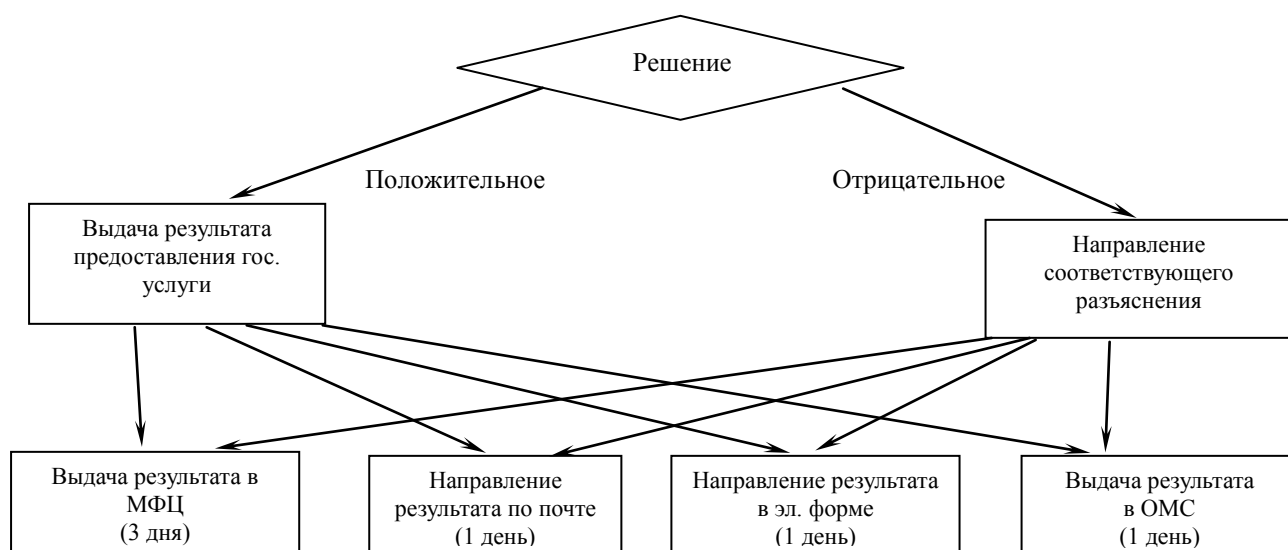 Решение
Положительное
Отрицательное
Выдача результата
предоставления гос.
услуги
Направление
соответствующего
разъяснения
Выдача результата в
МФЦ
(3 дня)
Направление
результата по почте
(1 день)
Направление результата
в эл. форме
(1 день)
Выдача результата
в ОМС
(1 день)